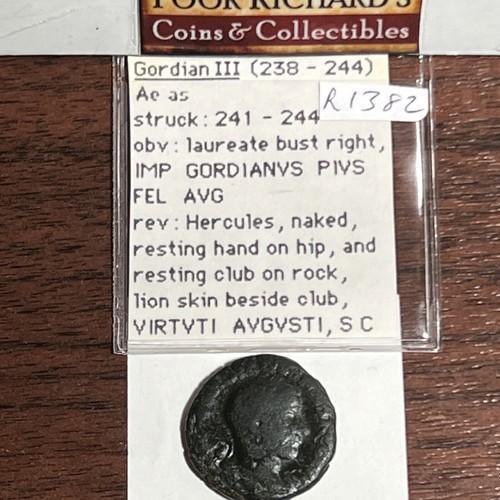 POOR RICHARD'S
Coins & Collectibles
Gordian III (238 - 244)
Ae as
R1382
struck: 241 - 244
obv: laureate bust right,
IMP GORDIANVS PIVS
FEL AVG
rev: Hercules, naked,
resting hand on hip, and
resting club on rock,
lion skin beside club,
VIRTVTI AVGVSTI, S C